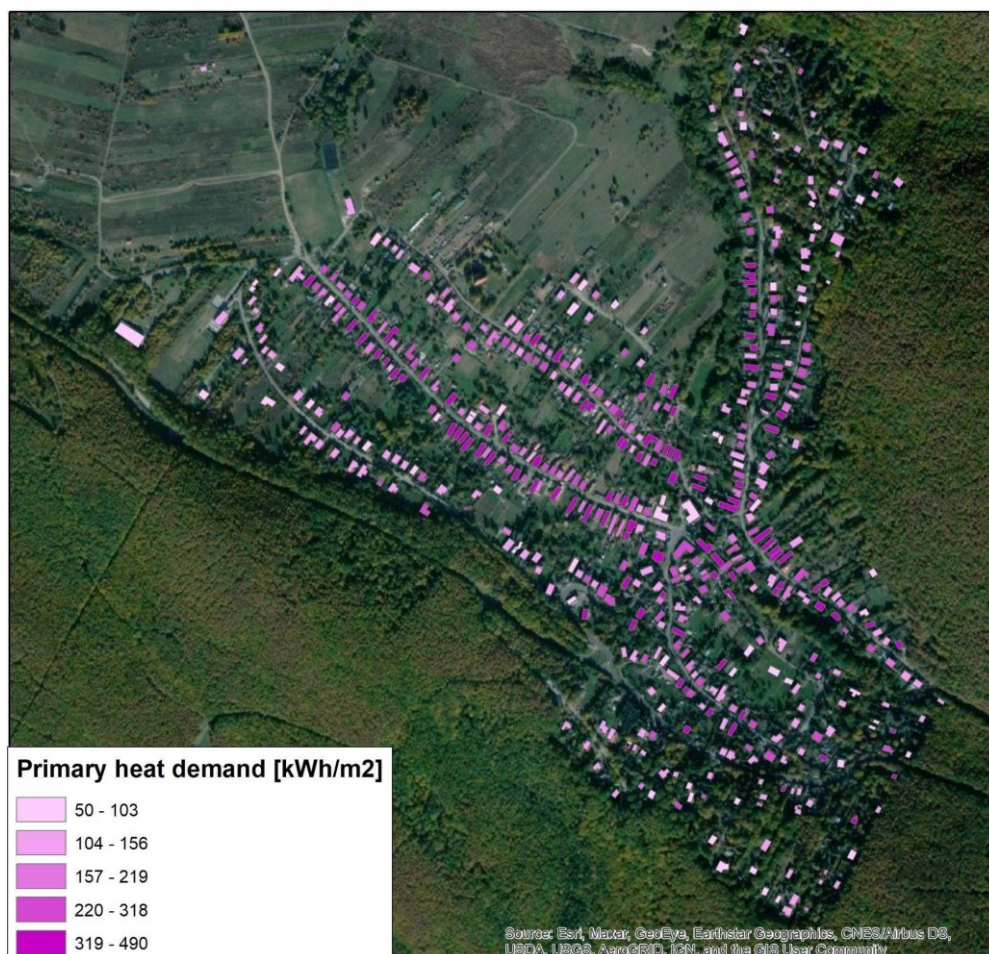 Primary heat demand [kWh/m2]
50 - 103
104 - 156
157 - 219
220 - 318
319 - 490
Source: Esri, Maxar, GeoEye, Earthstar Geographics, CNES/Airbus DS,
USDA, USGS, AeroGRID, IGN, and the GIS User Community